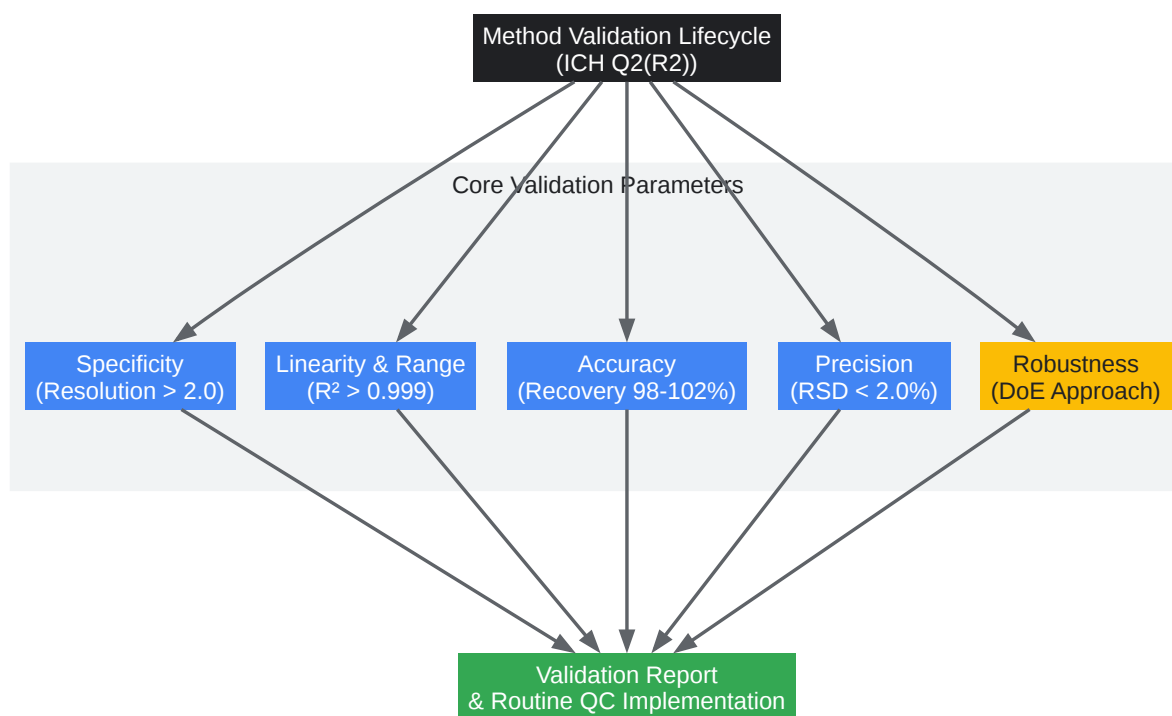 Method Validation Lifecycle
(ICH Q2(R2))
Core Validation Parameters
Specificity
(Resolution > 2.0)
Linearity & Range
(R² > 0.999)
Accuracy
(Recovery 98-102%)
Precision
(RSD < 2.0%)
Robustness
(DoE Approach)
Validation Report
& Routine QC Implementation